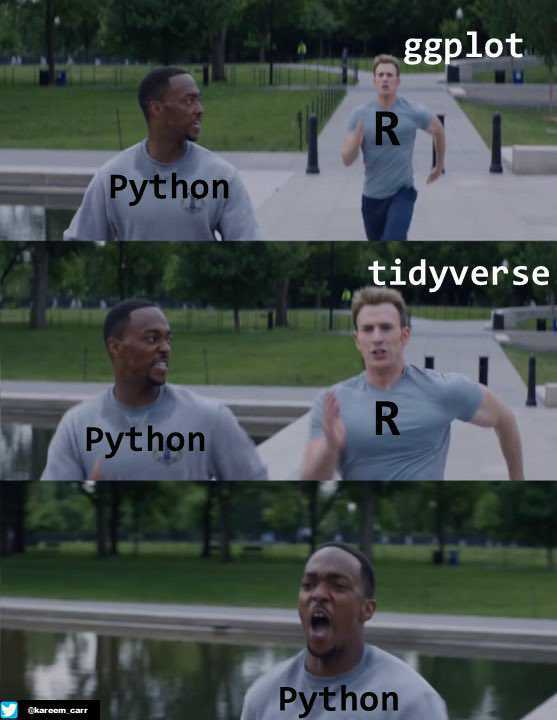 ggplot
R
Python
tidyverse
R
Python
Python
@kareem_carr